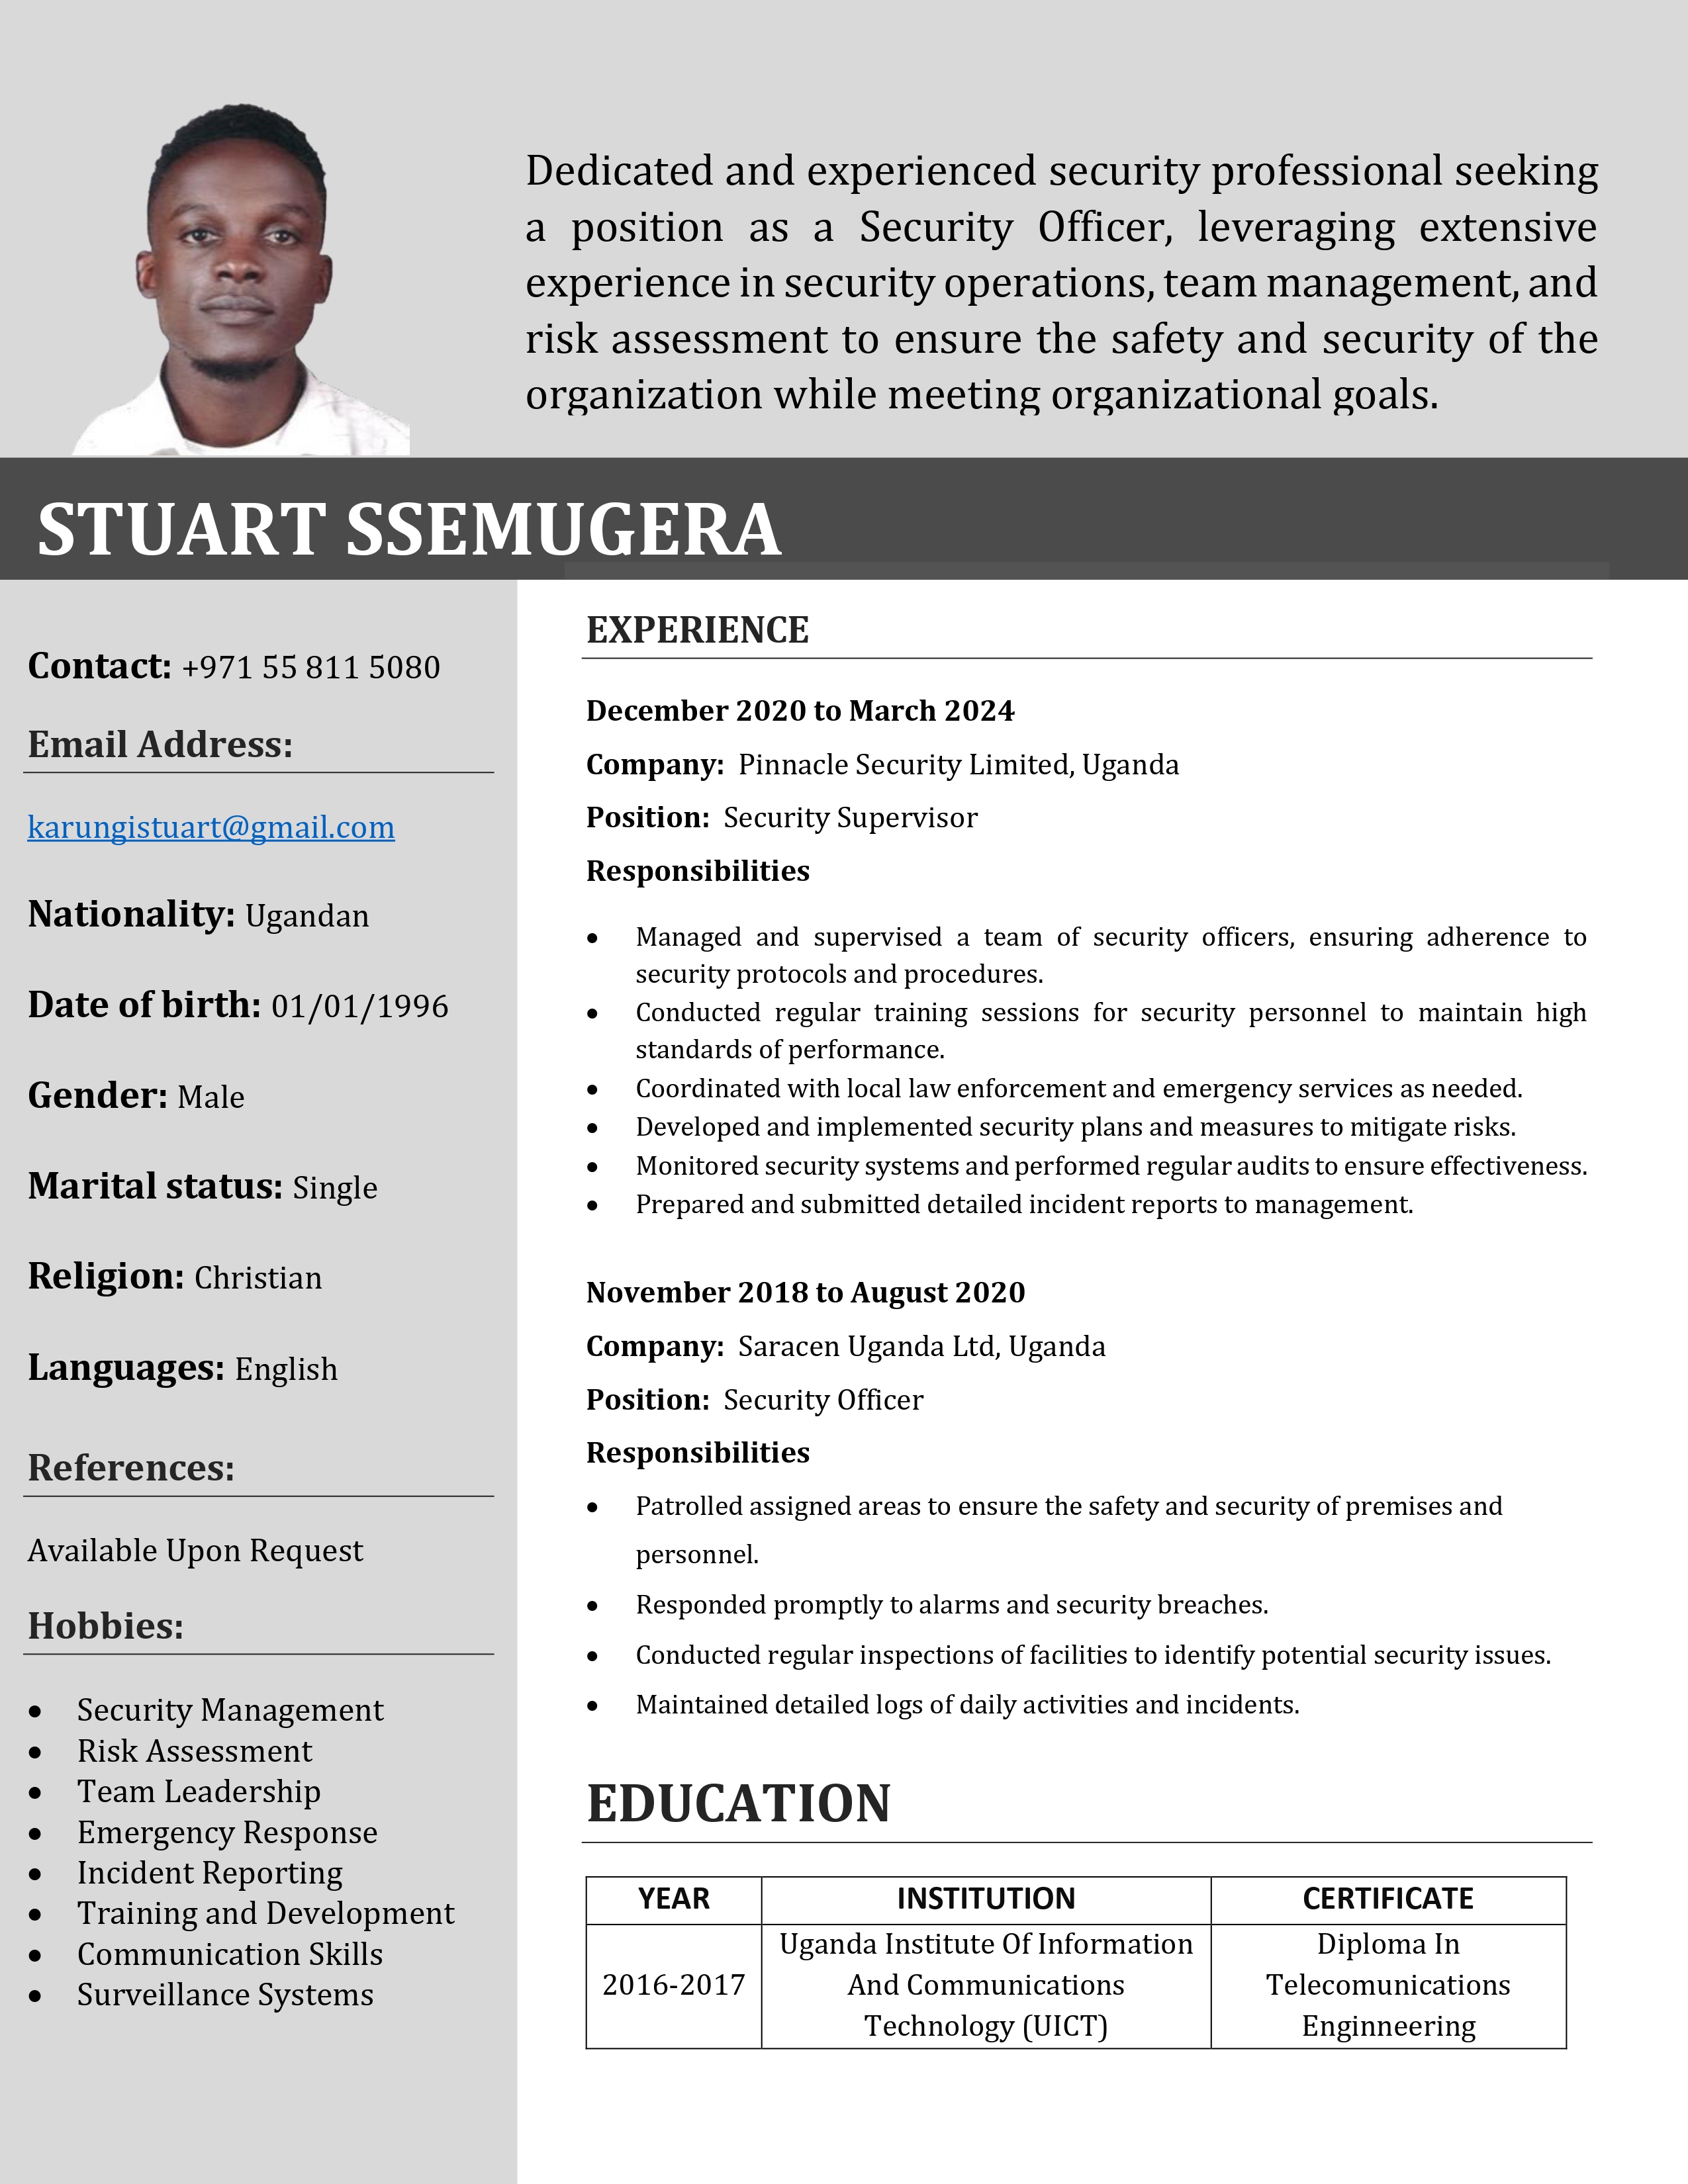 Dedicated and experienced security professional seeking
a position as a Security Officer, leveraging extensive
experience in security operations, team management, and
risk assessment to ensure the safety and security of the
organization while meeting organizational goals.
STUART SSEMUGERA
Contact: +971 55 811 5080
Email Address:
karungistuart@gmail.com
Nationality: Ugandan
Date of birth: 01/01/1996
Gender: Male
Marital status: Single
Religion: Christian
Languages: English
References:
Available Upon Request
Hobbies:
• Security Management
• Risk Assessment
• Team Leadership
• Emergency Response
• Incident Reporting
• Training and Development
• Communication Skills
• Surveillance Systems
EXPERIENCE
December 2020 to March 2024
Company: Pinnacle Security Limited, Uganda
Position: Security Supervisor
Responsibilities
• Managed and supervised a team of security officers, ensuring adherence to
security protocols and procedures.
• Conducted regular training sessions for security personnel to maintain high
standards of performance.
• Coordinated with local law enforcement and emergency services as needed.
• Developed and implemented security plans and measures to mitigate risks.
• Monitored security systems and performed regular audits to ensure effectiveness.
• Prepared and submitted detailed incident reports to management.
November 2018 to August 2020
Company: Saracen Uganda Ltd, Uganda
Position: Security Officer
Responsibilities
• Patrolled assigned areas to ensure the safety and security of premises and
personnel.
• Responded promptly to alarms and security breaches.
• Conducted regular inspections of facilities to identify potential security issues.
• Maintained detailed logs of daily activities and incidents.
EDUCATION
YEAR INSTITUTION CERTIFICATE
2016-2017
Uganda Institute Of Information
And Communications
Technology (UICT)
Diploma In
Telecomunications
Enginneering